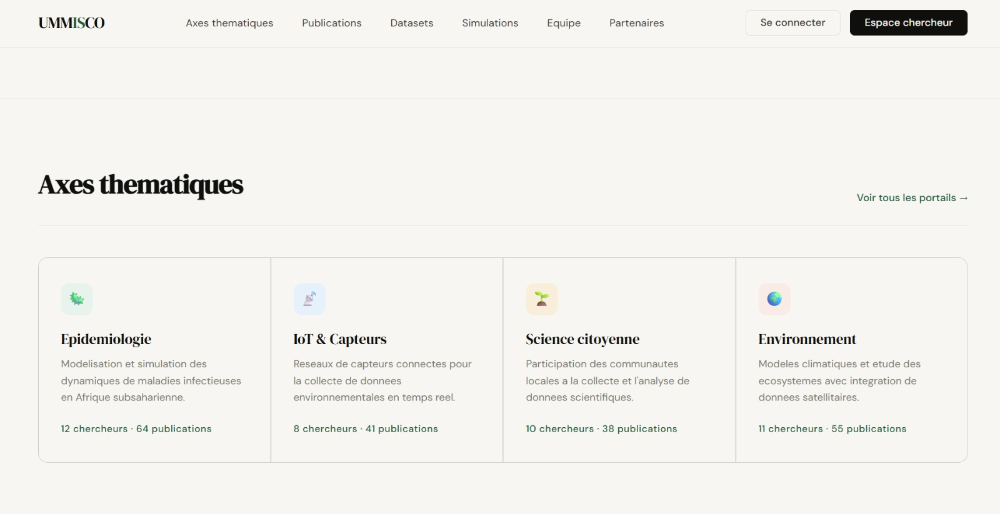 UMMISCO
Axes thematiques
Publications
Datasets
Simulations
Equipe
Partenaires
Se connecter
Espace chercheur
Axes thematiques
Voir tous les portails →
Epidemiologie
Modelisation et simulation des
dynamiques de maladies infectieuses
en Afrique subsaharienne.
12 chercheurs · 64 publications
IoT & Capteurs
Reseaux de capteurs connectes pour
la collecte de donnees
environnementales en temps reel.
8 chercheurs · 41 publications
Science citoyenne
Participation des communautes
locales a la collecte et l'analyse de
donnees scientifiques.
10 chercheurs · 38 publications
Environnement
Modeles climatiques et etude des
ecosystemes avec integration de
donnees satellitaires.
11 chercheurs · 55 publications